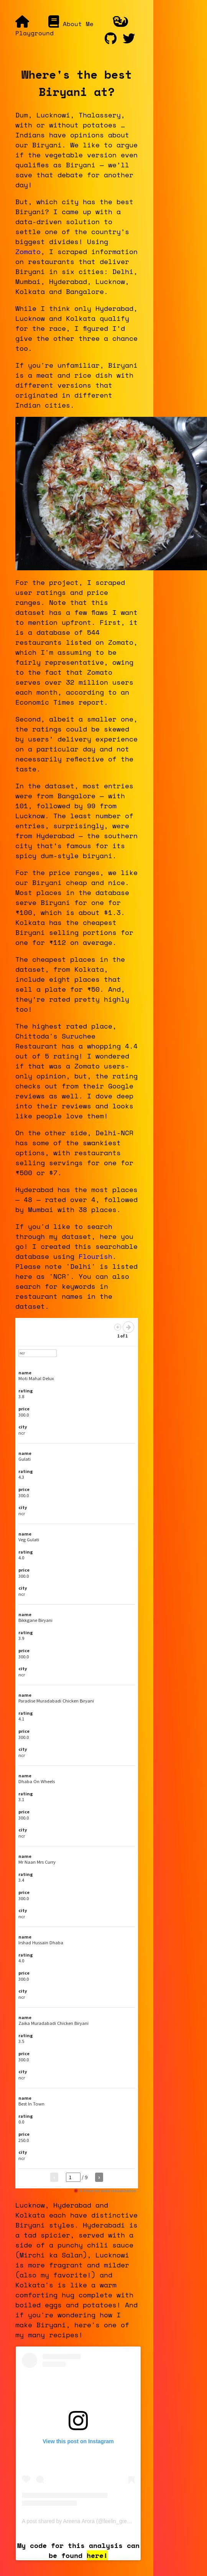 About Me
Playground
Where's the best
Biryani at?
Dum, Lucknowi, Thalassery,
with or without potatoes …
Indians have opinions about
our Biryani. We like to argue
if the vegetable version even
qualifies as Biryani — we'll
save that debate for another
day!
But, which city has the best
Biryani? I came up with a
data-driven solution to
settle one of the country's
biggest divides! Using
Zomato, I scraped information
on restaurants that deliver
Biryani in six cities: Delhi,
Mumbai, Hyderabad, Lucknow,
Kolkata and Bangalore.
While I think only Hyderabad,
Lucknow and Kolkata qualify
for the race, I figured I'd
give the other three a chance
too.
If you're unfamiliar, Biryani
is a meat and rice dish with
different versions that
originated in different
Indian cities.
For the project, I scraped
user ratings and price
ranges. Note that this
dataset has a few flaws I want
to mention upfront. First, it
is a database of 544
restaurants listed on Zomato,
which I'm assuming to be
fairly representative, owing
to the fact that Zomato
serves over 32 million users
each month, according to an
Economic Times report.
Second, albeit a smaller one,
the ratings could be skewed
by users' delivery experience
on a particular day and not
necessarily reflective of the
taste.
In the dataset, most entries
were from Bangalore — with
101, followed by 99 from
Lucknow. The least number of
entries, surprisingly, were
from Hyderabad — the southern
city that's famous for its
spicy dum-style biryani.
For the price ranges, we like
our Biryani cheap and nice.
Most places in the database
serve Biryani for one for
₹100, which is about $1.3.
Kolkata has the cheapest
Biryani selling portions for
one for ₹112 on average.
The cheapest places in the
dataset, from Kolkata,
include eight places that
sell a plate for ₹50. And,
they're rated pretty highly
too!
The highest rated place,
Chittoda's Suruchee
Restaurant has a whopping 4.4
out of 5 rating! I wondered
if that was a Zomato users-
only opinion, but, the rating
checks out from their Google
reviews as well. I dove deep
into their reviews and looks
like people love them!
On the other side, Delhi-NCR
has some of the swankiest
options, with restaurants
selling servings for one for
₹500 or $7.
Hyderabad has the most places
— 48 — rated over 4, followed
by Mumbai with 38 places.
If you'd like to search
through my dataset, here you
go! I created this searchable
database using Flourish.
Please note 'Delhi' is listed
here as 'NCR'. You can also
search for keywords in
restaurant names in the
dataset.
1 of 1
ncr
name
Moti Mahal Delux
rating
3.8
price
300.0
city
ncr
name
Gulati
rating
4.2
price
300.0
city
ncr
name
Veg Gulati
rating
4.0
price
300.0
city
ncr
name
Bikkgane Biryani
rating
3.9
price
300.0
city
ncr
name
Paradise Muradabadi Chicken Biryani
rating
4.1
price
300.0
city
ncr
name
Dhaba On Wheels
rating
3.1
price
300.0
city
ncr
name
Mr Naan Mrs Curry
rating
3.4
price
300.0
city
ncr
name
Irshad Hussain Dhaba
rating
4.0
price
300.0
city
ncr
name
Zaika Muradabadi Chicken Biryani
rating
3.5
price
300.0
city
ncr
name
Best In Town
rating
0.0
price
250.0
city
ncr
1 / 9
Lucknow, Hyderabad and
Kolkata each have distinctive
Biryani styles. Hyderabadi is
a tad spicier, served with a
side of a punchy chili sauce
(Mirchi ka Salan), Lucknowi
is more fragrant and milder
(also my favorite!) and
Kolkata's is like a warm
comforting hug complete with
boiled eggs and potatoes! And
if you're wondering how I
make Biryani, here's one of
my many recipes!
View this post on Instagram
A post shared by
My code for this analysis can
be found here!